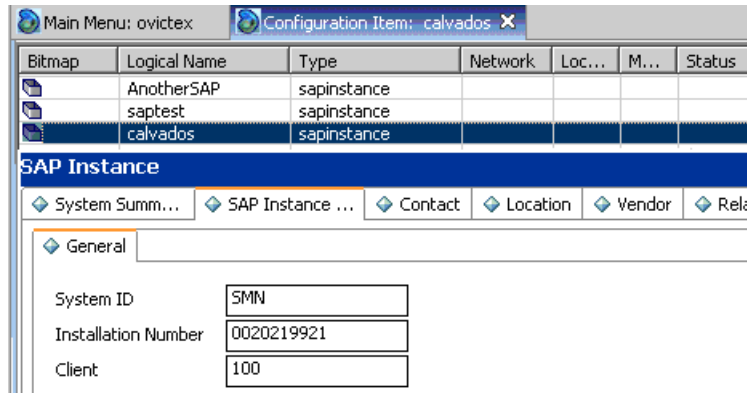 Main Menu: ovictex Configuration Item: calvados
Bitmap Logical Name Type Network Loc... M... Status
AnotherSAP sapinstance
saptest sapinstance
calvados sapinstance
SAP Instance
System Summ... SAP Instance ... Contact Location Vendor Rela
General
System ID SMN
Installation Number 0020219921
Client 100